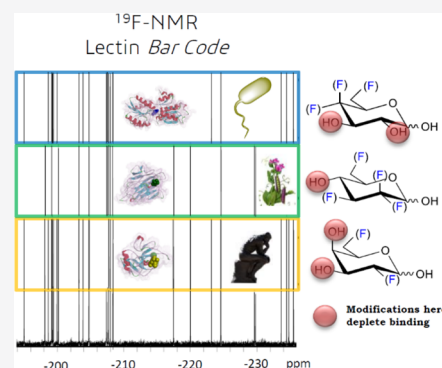 ¹⁹F-NMR
Lectin Bar Code
(F)
(F)
(F)
O
HO
OH
OH
(F)
HO
O
(F)
(F)
(F)
OH
OH
(F)
O
HO
(F)
OH
Modifications here
deplete binding
-200 -210 -220 -230 ppm